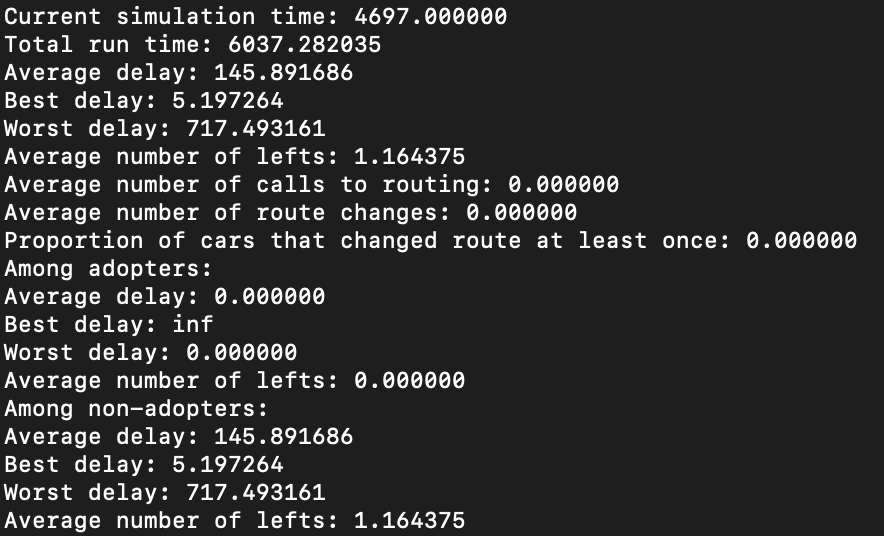 Current simulation time: 4697.000000
Total run time: 6037.282035
Average delay: 145.891686
Best delay: 5.197264
Worst delay: 717.493161
Average number of lefts: 1.164375
Average number of calls to routing: 0.000000
Average number of route changes: 0.000000
Proportion of cars that changed route at least once: 0.000000
Among adopters:
Average delay: 0.000000
Best delay: inf
Worst delay: 0.000000
Average number of lefts: 0.000000
Among non-adopters:
Average delay: 145.891686
Best delay: 5.197264
Worst delay: 717.493161
Average number of lefts: 1.164375